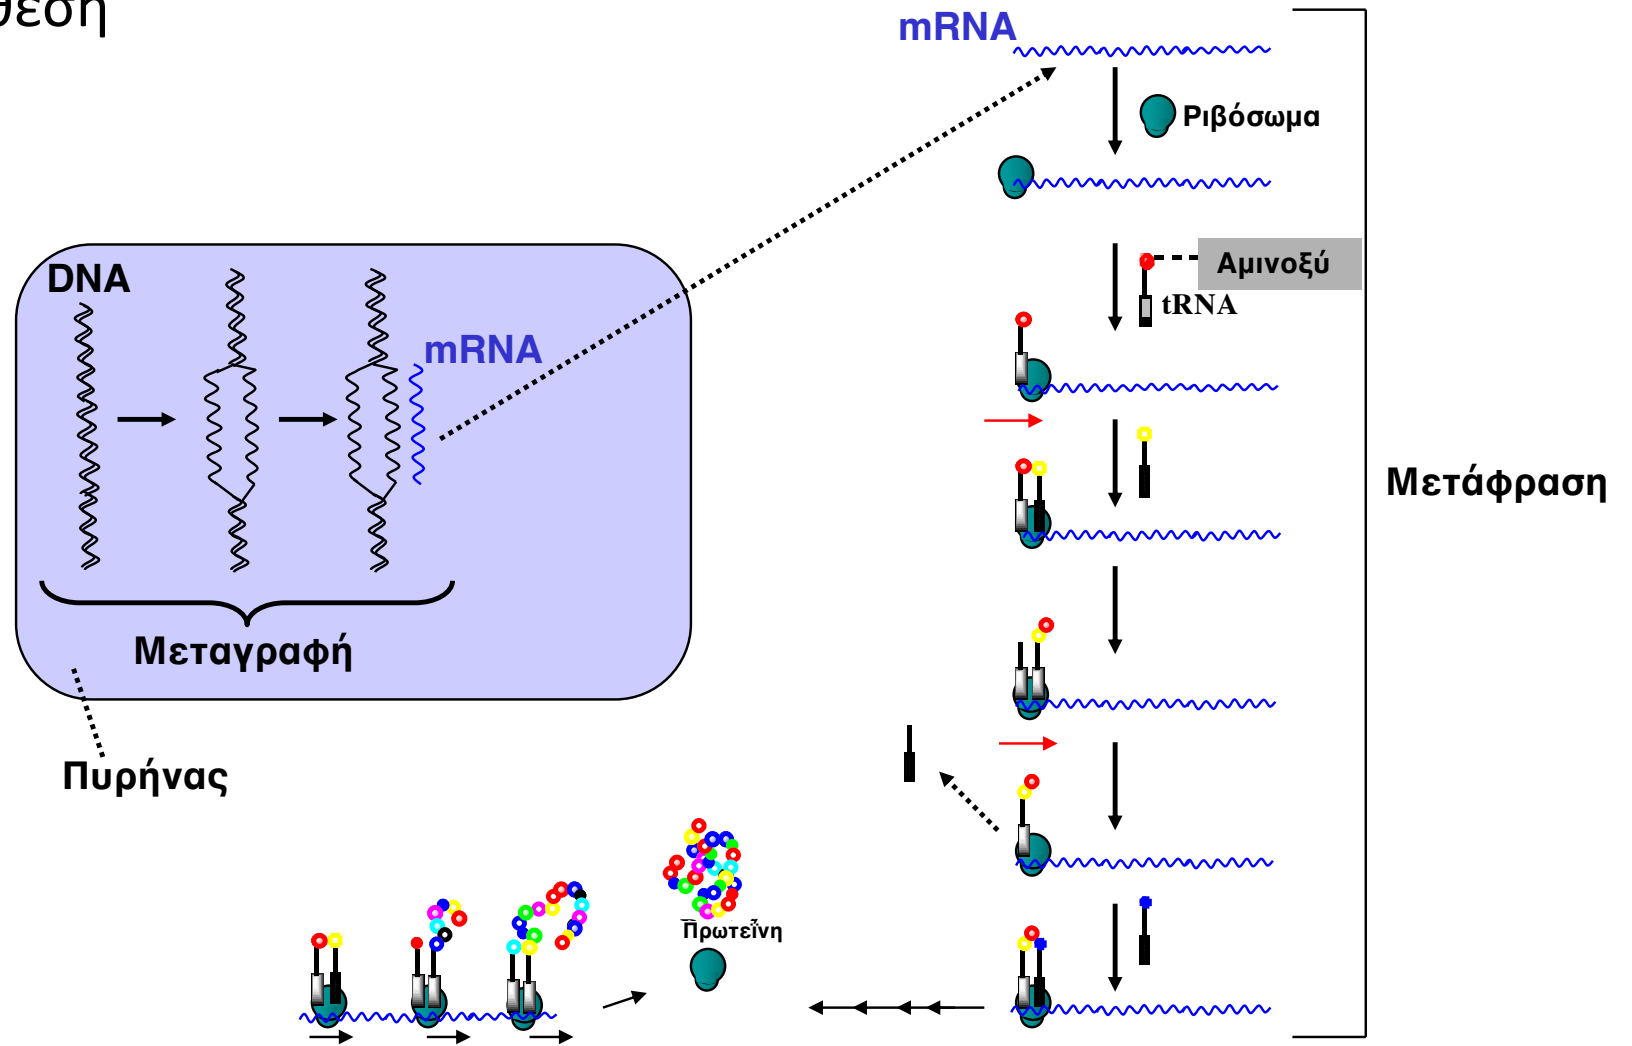 mRNA
Ριβόσωμα
DNA
Αμινοξύ
tRNA
mRNA
Μετάφραση
Μεταγραφή
Πυρήνας
Πρωτεΐνη